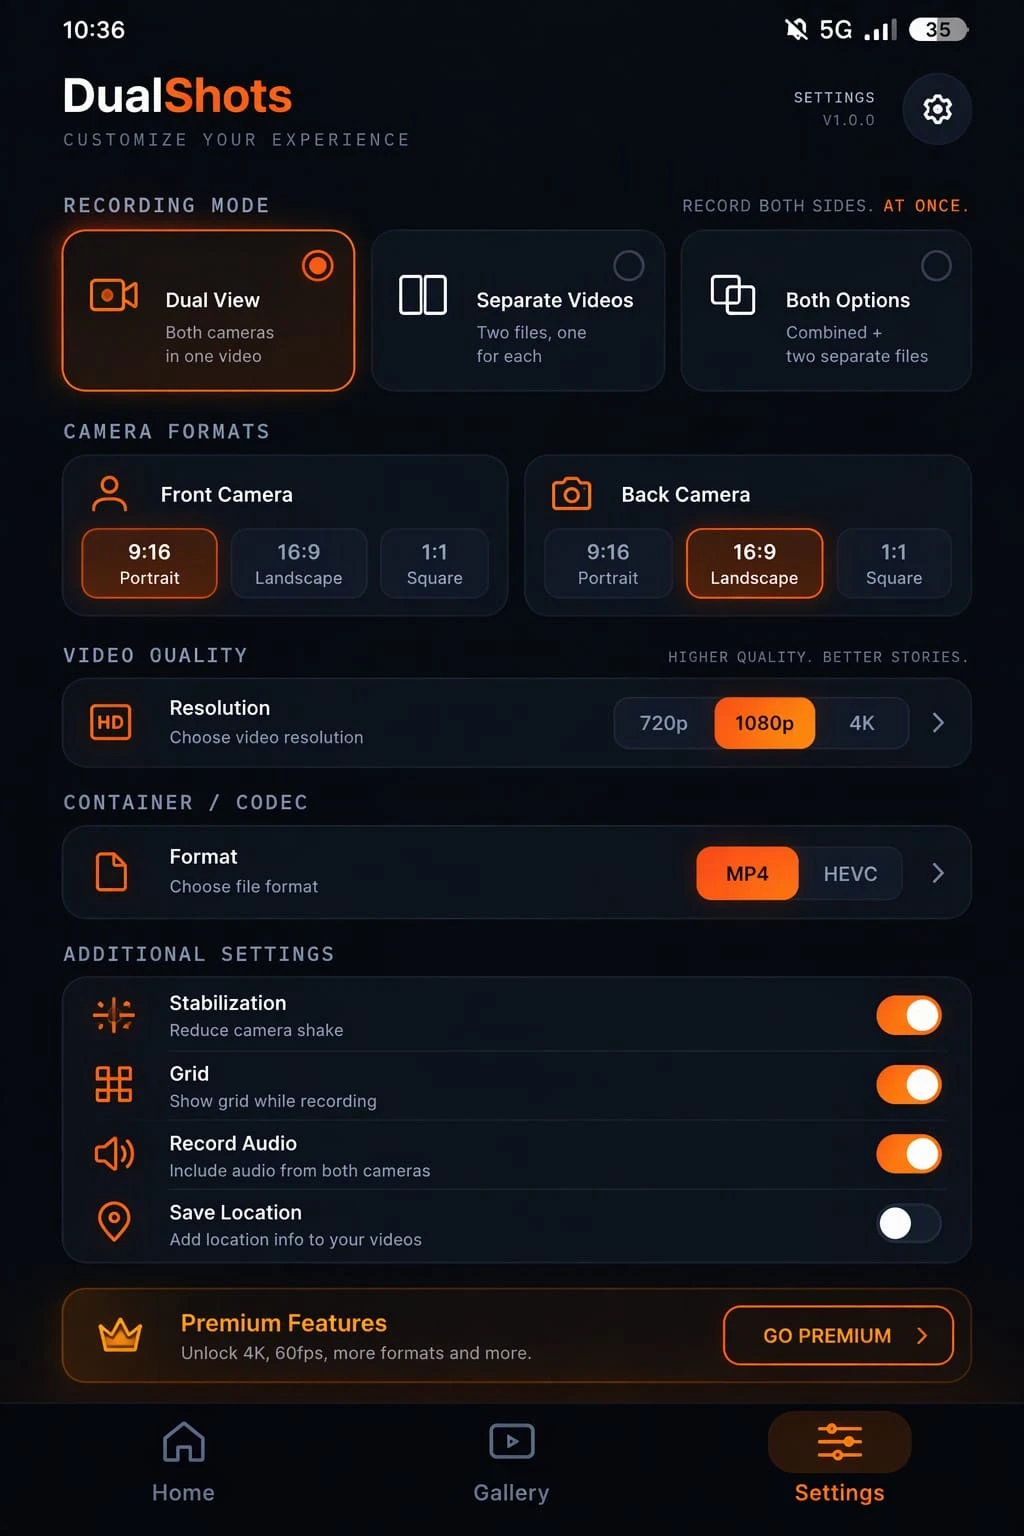 10:36 5G 35
DualShots
CUSTOMIZE YOUR EXPERIENCE
SETTINGS
V1.0.0
RECORDING MODE
RECORD BOTH SIDES. AT ONCE.
Dual View
Both cameras
in one video
Separate Videos
Two files, one
for each
Both Options
Combined +
two separate files
CAMERA FORMATS
Front Camera
9:16
Portrait
16:9
Landscape
1:1
Square
Back Camera
9:16
Portrait
16:9
Landscape
1:1
Square
VIDEO QUALITY
HIGHER QUALITY. BETTER STORIES.
HD
Resolution
Choose video resolution
720p 1080p 4K
CONTAINER / CODEC
Format
Choose file format
MP4 HEVC
ADDITIONAL SETTINGS
Stabilization
Reduce camera shake
Grid
Show grid while recording
Record Audio
Include audio from both cameras
Save Location
Add location info to your videos
Premium Features
Unlock 4K, 60fps, more formats and more.
GO PREMIUM
Home Gallery Settings